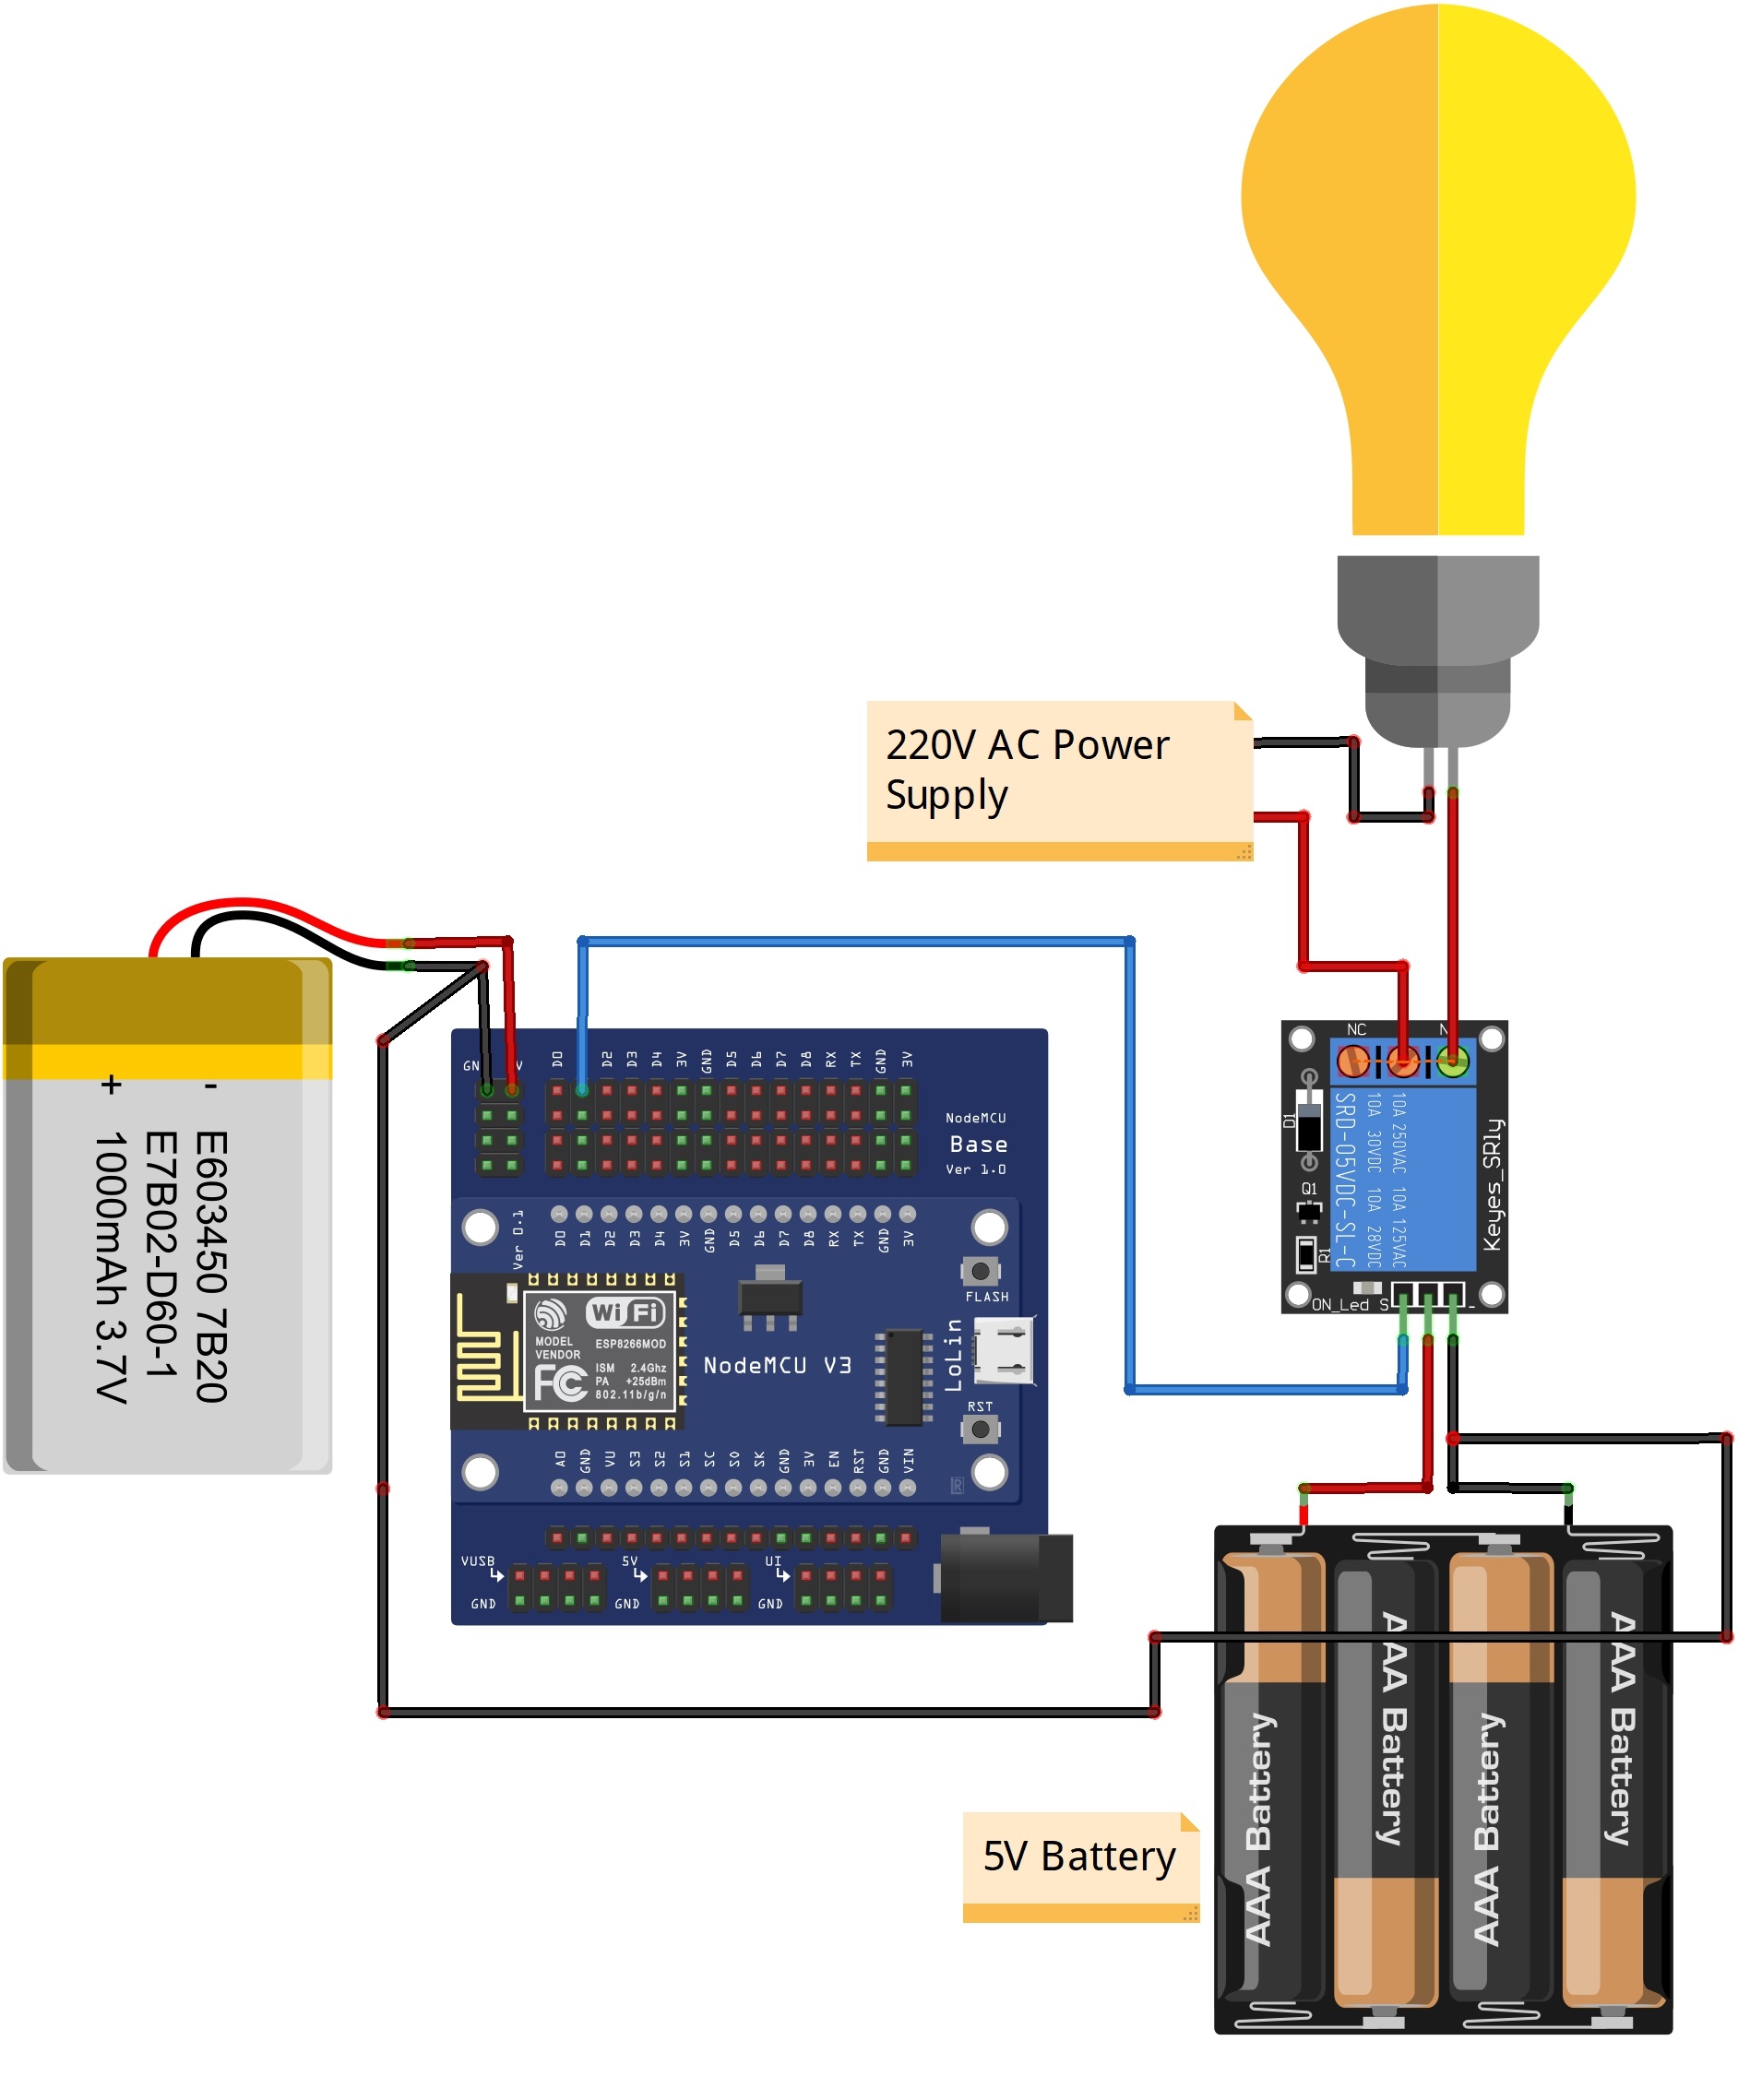 220V AC Power
Supply
-
+
E603450 7B20
E7B02-D60-1
1000mAh 3.7V
GN V D0 D2 D3 D4 3V GND D5 D6 D7 D8 RX TX GND 3V
NodeMCU
Base
Ver 1.0
Ver 0.1
D0 D1 D2 D3 D4 3V GND D5 D6 D7 D8 RX TX GND 3V
FLASH
WiFi
MODEL
VENDOR
ESP8266MOD
FC
ISM 2.4Ghz
PA +25dBm
802.11b/g/n
NodeMCU V3
LoLin
RST
A0 GND VU S3 S2 S1 SC S0 SK GND 3V EN RST GND VIN
R
VUSB 5V UI
GND GND GND
NC N
D1
Q1
R1
SRD-05VDC-SL-C
10A 30VDC 10A 28VDC
10A 250VAC 10A 125VAC
Keyes_SRly
ON_Led S -
5V Battery
AAA Battery
AAA Battery
AAA Battery
AAA Battery